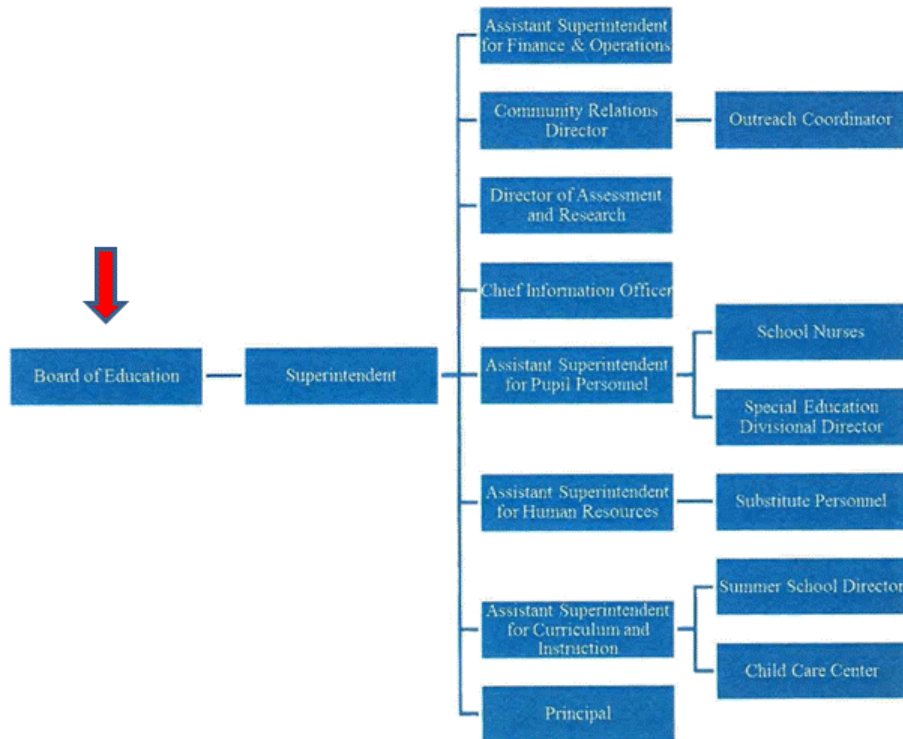 Assistant Superintendent
for Finance & Operations
Community Relations
Director
Outreach Coordinator
Director of Assessment
and Research
Chief Information Officer
Board of Education
Superintendent
Assistant Superintendent
for Pupil Personnel
School Nurses
Special Education
Divisional Director
Assistant Superintendent
for Human Resources
Substitute Personnel
Assistant Superintendent
for Curriculum and
Instruction
Summer School Director
Child Care Center
Principal